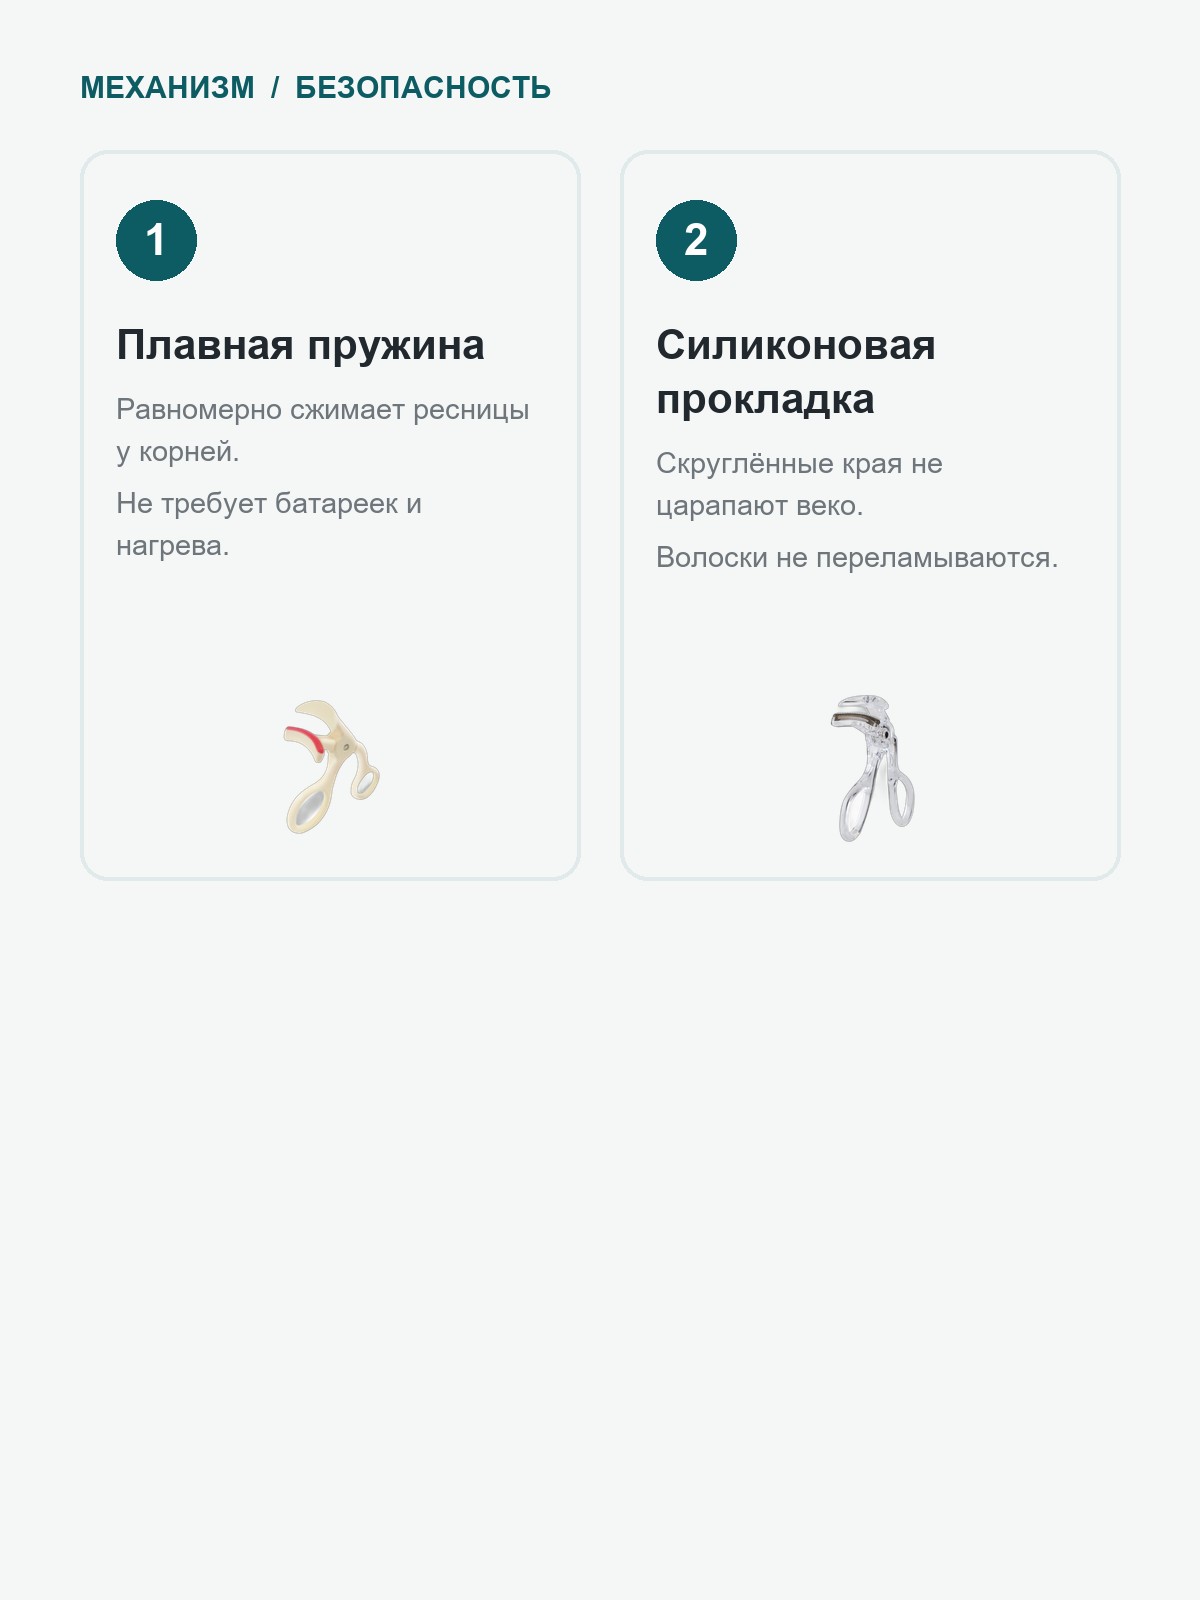 МЕХАНИЗМ / БЕЗОПАСНОСТЬ
1
Плавная пружина
Равномерно сжимает ресницы
у корней.
Не требует батареек и
нагрева.
2
Силиконовая
прокладка
Скруглённые края не
царапают веко.
Волоски не переламываются.